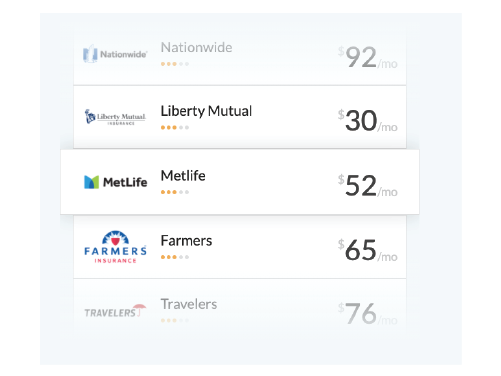 Nationwide
Nationwide
$92/mo
Liberty Mutual
INSURANCE
Liberty Mutual
$30/mo
MetLife
Metlife
$52/mo
FARMERS
INSURANCE
Farmers
$65/mo
TRAVELERS
Travelers
$76/mo